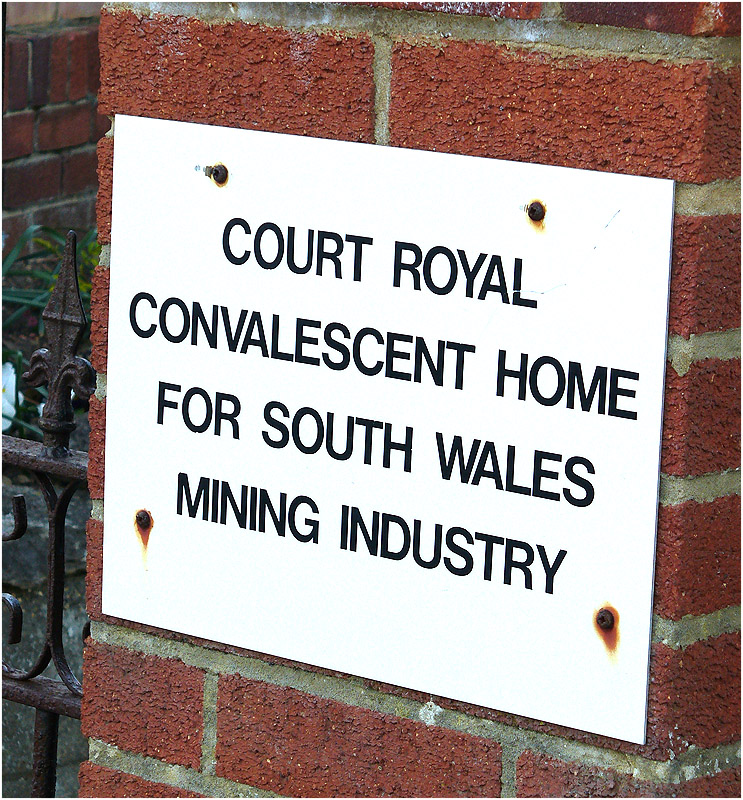 COURT ROYAL
CONVALESCENT HOME
FOR SOUTH WALES
MINING INDUSTRY